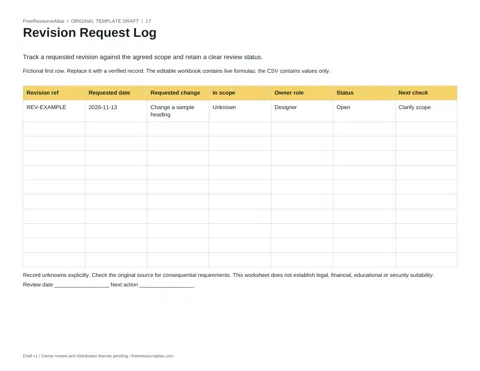 FreeResourceAtlas / ORIGINAL TEMPLATE DRAFT / 17
Revision Request Log
Track a requested revision against the agreed scope and retain a clear review status.
Fictional first row. Replace it with a verified record. The editable workbook contains live formulas; the CSV contains values only.
Revision ref Requested date Requested change In scope Owner role Status Next check
REV-EXAMPLE 2026-11-13 Change a sample heading Unknown Designer Open Clarify scope
Record unknowns explicitly. Check the original source for consequential requirements. This worksheet does not establish legal, financial, educational or security suitability.
Review date ___________________ Next action ___________________
Draft v1 / Owner review and distribution license pending / freeresourceatlas.com